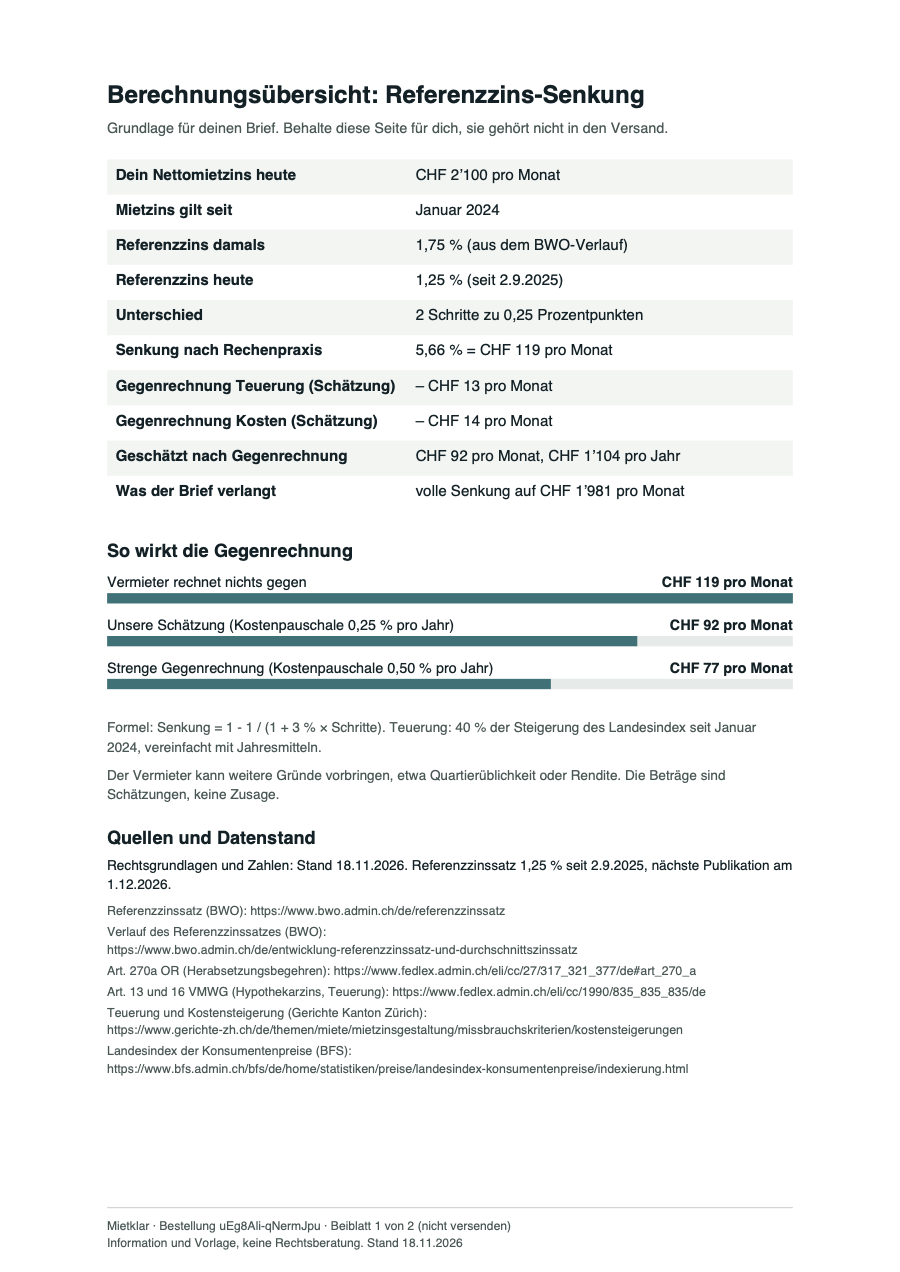 Berechnungsübersicht: Referenzzins-Senkung
Grundlage für deinen Brief. Behalte diese Seite für dich, sie gehört nicht in den Versand.
Dein Nettomietzins heute CHF 2’100 pro Monat
Mietzins gilt seit Januar 2024
Referenzzins damals 1,75 % (aus dem BWO-Verlauf)
Referenzzins heute 1,25 % (seit 2.9.2025)
Unterschied 2 Schritte zu 0,25 Prozentpunkten
Senkung nach Rechenpraxis 5,66 % = CHF 119 pro Monat
Gegenrechnung Teuerung (Schätzung) – CHF 13 pro Monat
Gegenrechnung Kosten (Schätzung) – CHF 14 pro Monat
Geschätzt nach Gegenrechnung CHF 92 pro Monat, CHF 1’104 pro Jahr
Was der Brief verlangt volle Senkung auf CHF 1’981 pro Monat
So wirkt die Gegenrechnung
Vermieter rechnet nichts gegen CHF 119 pro Monat
Unsere Schätzung (Kostenpauschale 0,25 % pro Jahr) CHF 92 pro Monat
Strenge Gegenrechnung (Kostenpauschale 0,50 % pro Jahr) CHF 77 pro Monat
Formel: Senkung = 1 - 1 / (1 + 3 % × Schritte). Teuerung: 40 % der Steigerung des Landesindex seit Januar
2024, vereinfacht mit Jahresmitteln.
Der Vermieter kann weitere Gründe vorbringen, etwa Quartierüblichkeit oder Rendite. Die Beträge sind
Schätzungen, keine Zusage.
Quellen und Datenstand
Rechtsgrundlagen und Zahlen: Stand 18.11.2026. Referenzzinssatz 1,25 % seit 2.9.2025, nächste Publikation am
1.12.2026.
Referenzzinssatz (BWO): https://www.bwo.admin.ch/de/referenzzinssatz
Verlauf des Referenzzinssatzes (BWO):
https://www.bwo.admin.ch/de/entwicklung-referenzzinssatz-und-durchschnittszinssatz
Art. 270a OR (Herabsetzungsbegehren): https://www.fedlex.admin.ch/eli/cc/27/317_321_377/de#art_270_a
Art. 13 und 16 VMWG (Hypothekarzins, Teuerung): https://www.fedlex.admin.ch/eli/cc/1990/835_835_835/de
Teuerung und Kostensteigerung (Gerichte Kanton Zürich):
https://www.gerichte-zh.ch/de/themen/miete/mietzinsgestaltung/missbrauchskriterien/kostensteigerungen
Landesindex der Konsumentenpreise (BFS):
https://www.bfs.admin.ch/bfs/de/home/statistiken/preise/landesindex-konsumentenpreise/indexierung.html
Mietklar · Bestellung uEg8Ali-qNermJpu · Beiblatt 1 von 2 (nicht versenden)
Information und Vorlage, keine Rechtsberatung. Stand 18.11.2026